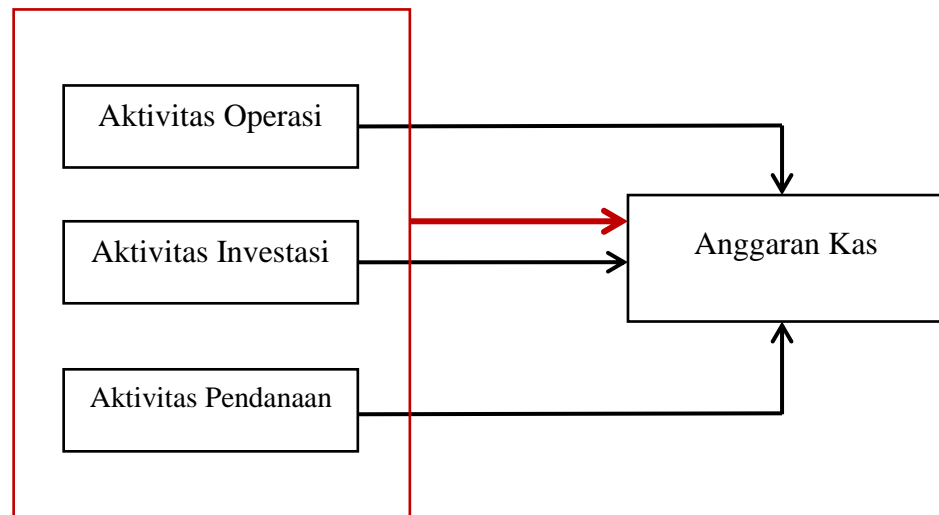 Aktivitas Operasi
Aktivitas Investasi
Anggaran Kas
Aktivitas Pendanaan